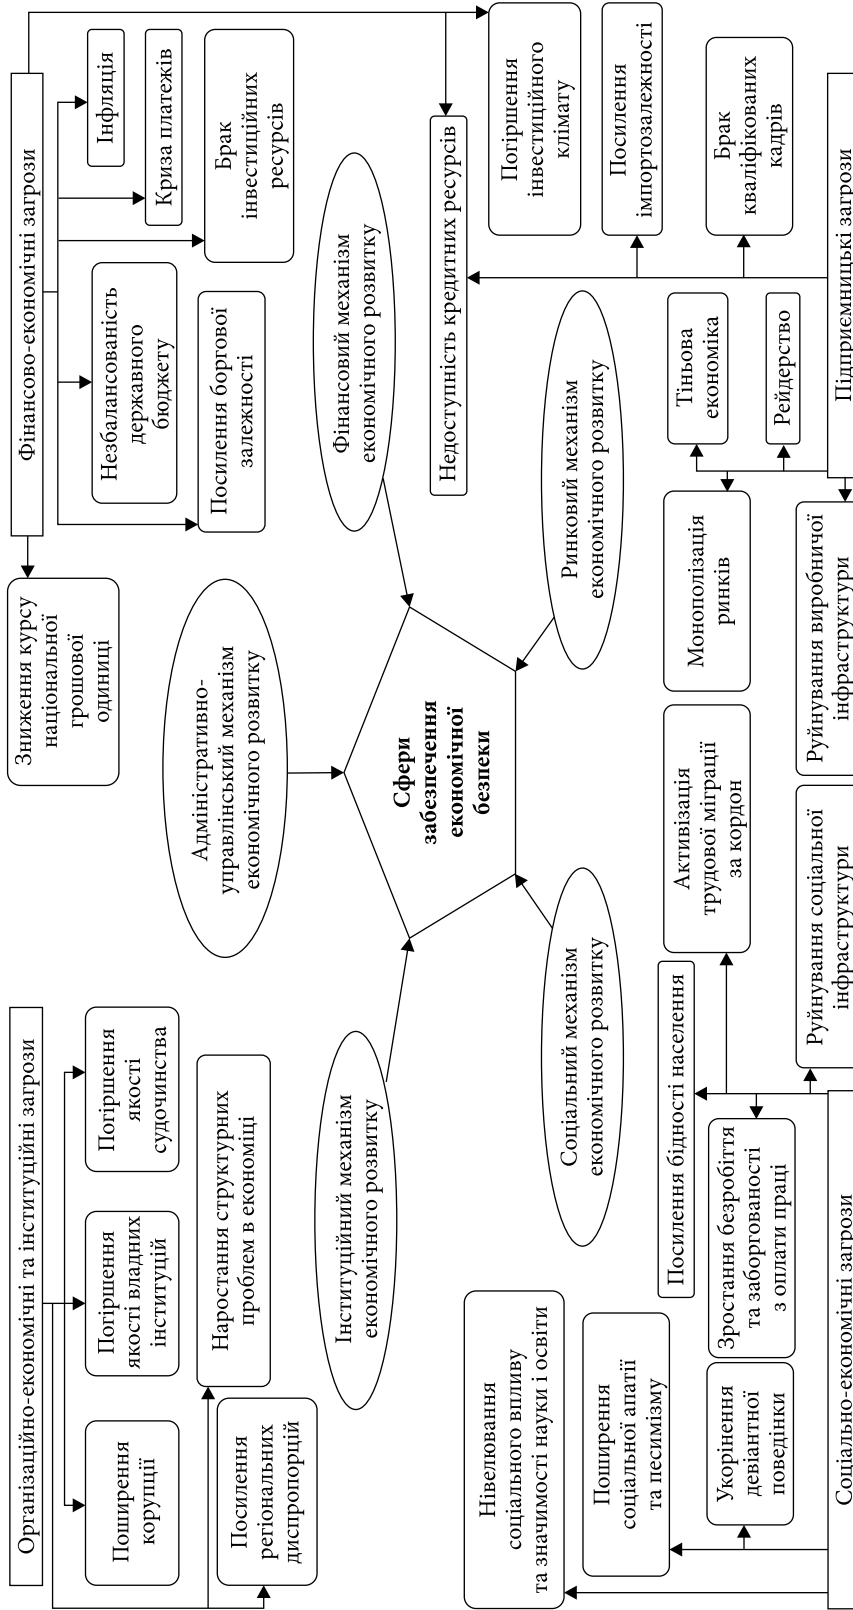 Організаційно-економічні та інституційні загрози
Поширення
корупції
Погіршення
якості владних
інституцій
Погіршення
якості
судочинства
Посилення
регіональних
диспропорцій
Наростання структурних
проблем в економіці
Фінансово-економічні загрози
Зниження курсу
національної
грошової
одиниці
Незбалансованість
державного
бюджету
Інфляція
Криза платежів
Посилення боргової
залежності
Брак
інвестиційних
ресурсів
Адміністративно-
управлінський механізм
економічного розвитку
Інституційний механізм
економічного розвитку
Фінансовий механізм
економічного розвитку
Сфери
забезпечення
економічної
безпеки
Недоступність кредитних ресурсів
Погіршення
інвестиційного
клімату
Соціальний механізм
економічного розвитку
Ринковий механізм
економічного розвитку
Посилення
імпортозалежності
Нівелювання
соціального впливу
та значимості науки і освіти
Поширення
соціальної апатії
та песимізму
Посилення бідності населення
Активізація
трудової міграції
за кордон
Монополізація
ринків
Тіньова
економіка
Брак
кваліфікованих
кадрів
Укорінення
девіантної
поведінки
Зростання безробіття
та заборгованості
з оплати праці
Рейдерство
Руйнування соціальної
інфраструктури
Руйнування виробничої
інфраструктури
Соціально-економічні загрози
Підприємницькі загрози